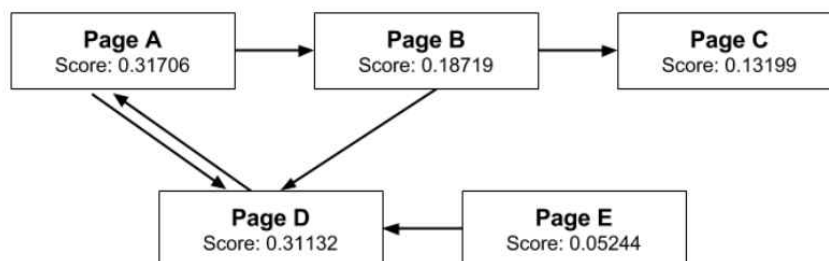 Page A
Score: 0.31706
Page B
Score: 0.18719
Page C
Score: 0.13199
Page D
Score: 0.31132
Page E
Score: 0.05244